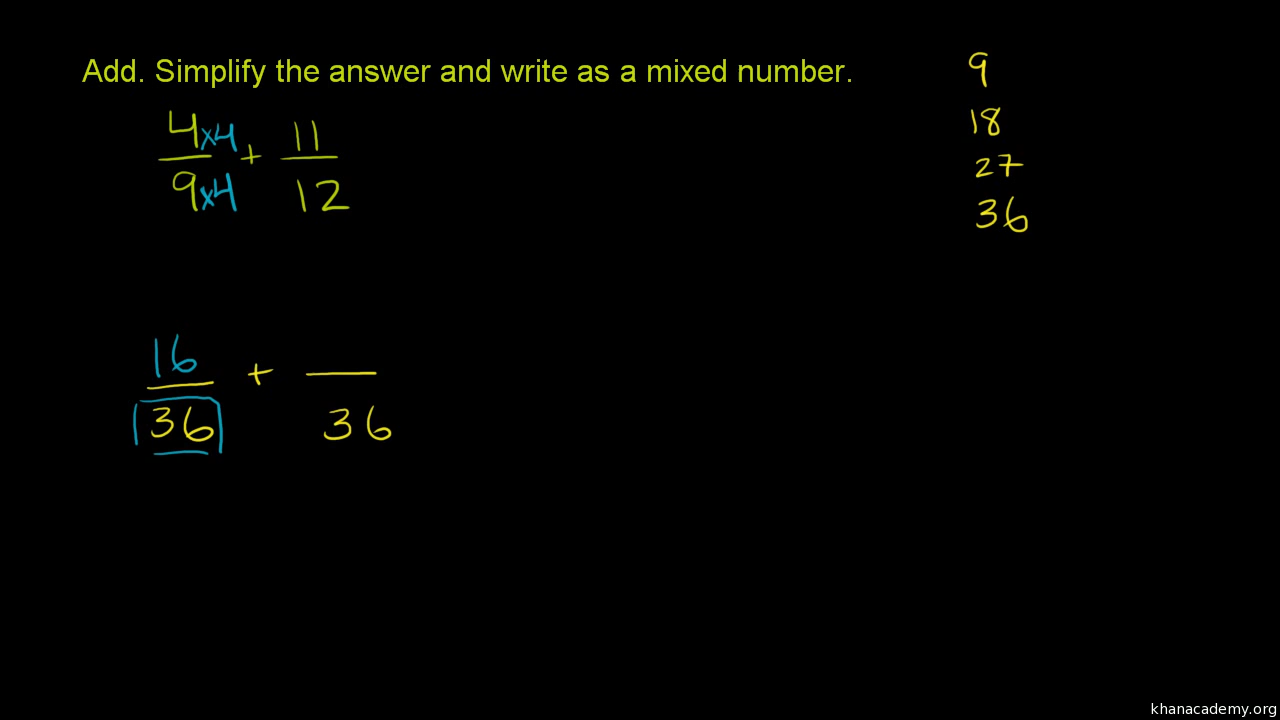 Add. Simplify the answer and write as a mixed number.
4x4 + 11
9x4 12
9
18
27
36
16 +
36 36
khanacademy.org